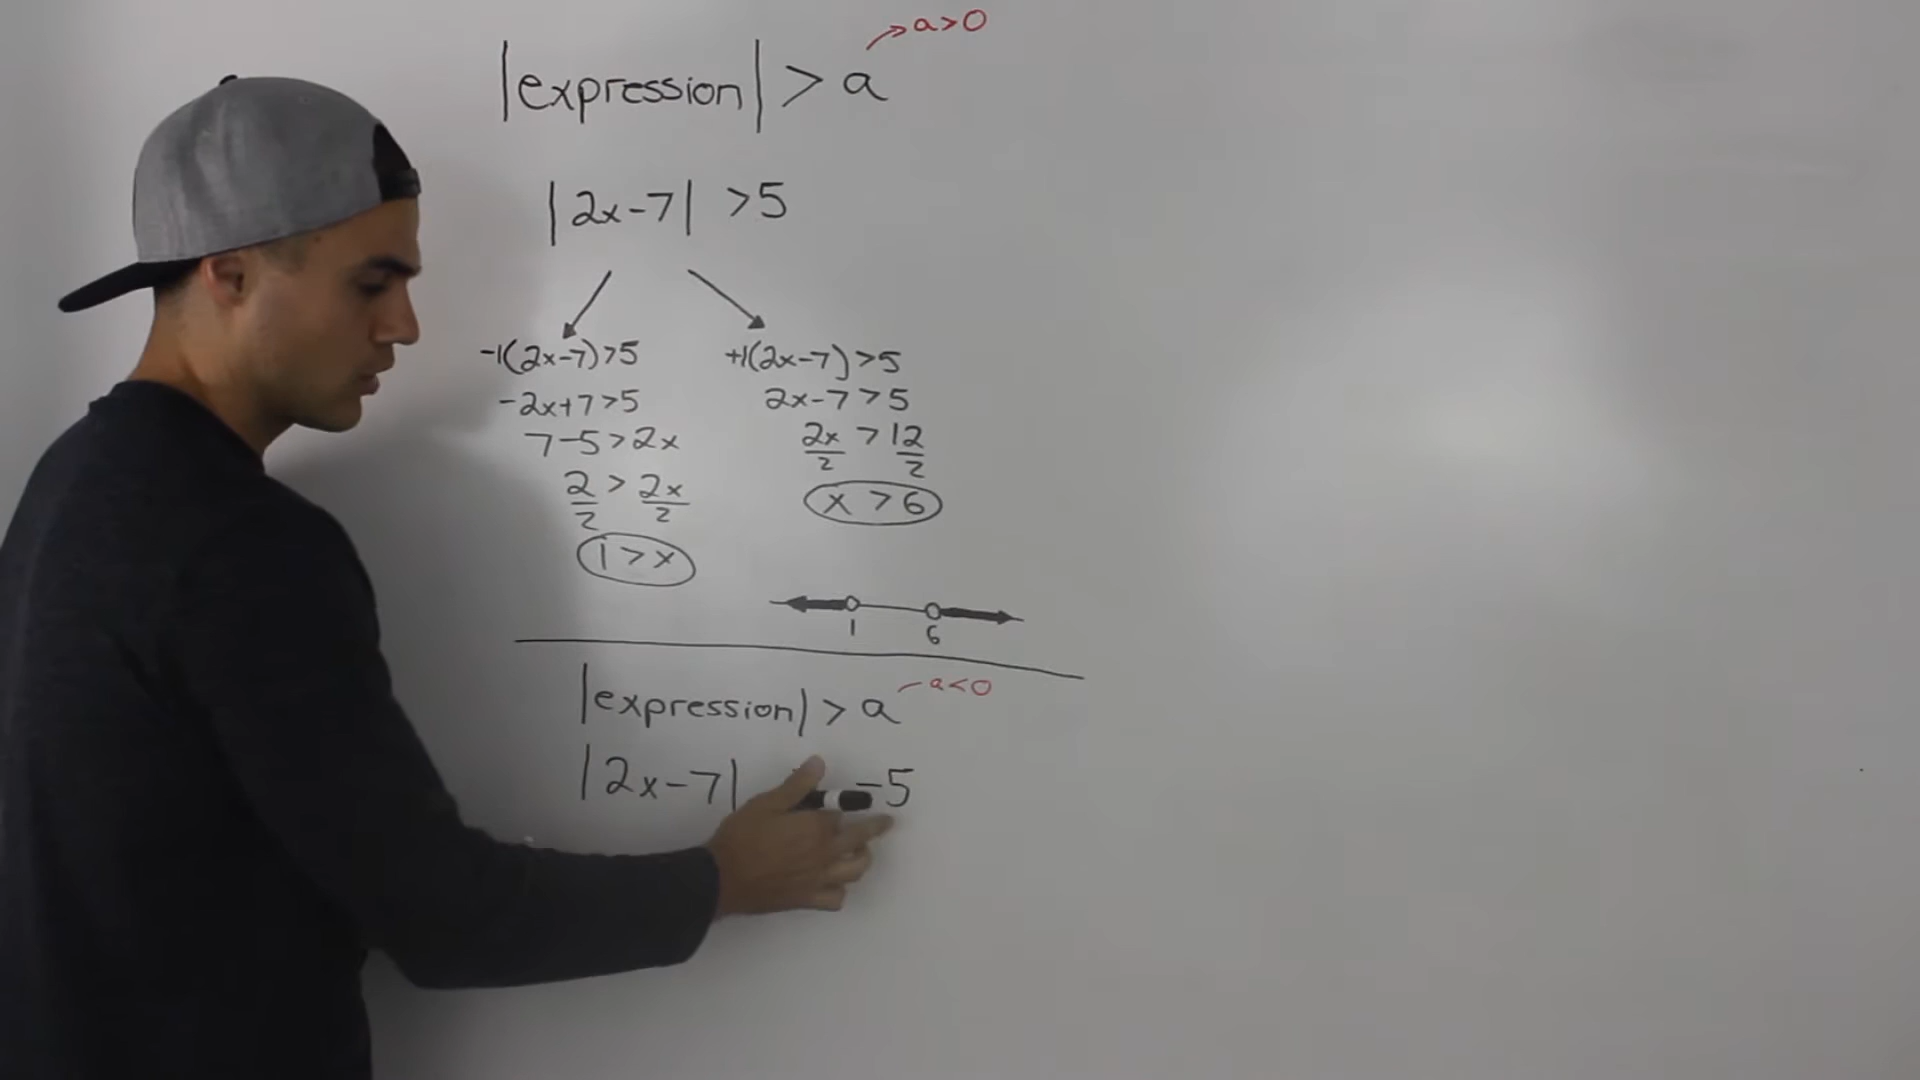 a>0
|expression| > a
|2x-7| >5
-1(2x-7)>5
+1(2x-7)>5
-2x+7>5
2x-7>5
7-5>2x
2x/2 > 12/2
2/2 > 2x/2
x > 6
1 > x
1 6
a<0
|expression| > a
|2x-7| -5